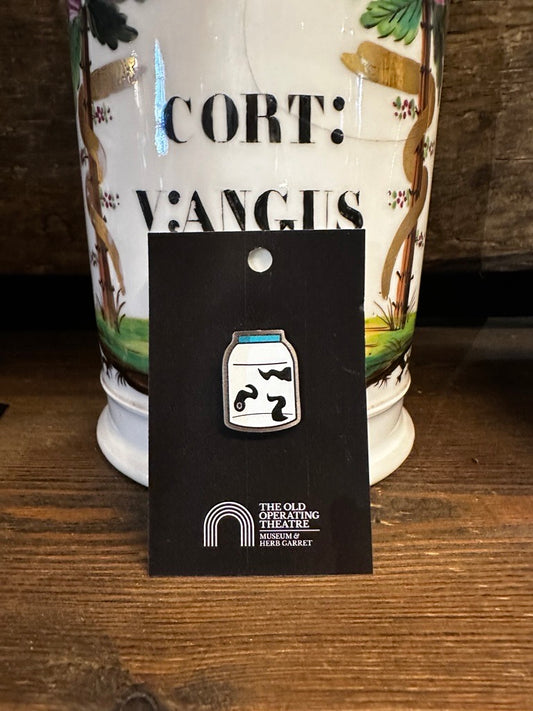 CORT:
V:ANGUS
THE OLD
OPERATING
THEATRE
MUSEUM &
HERB GARRET